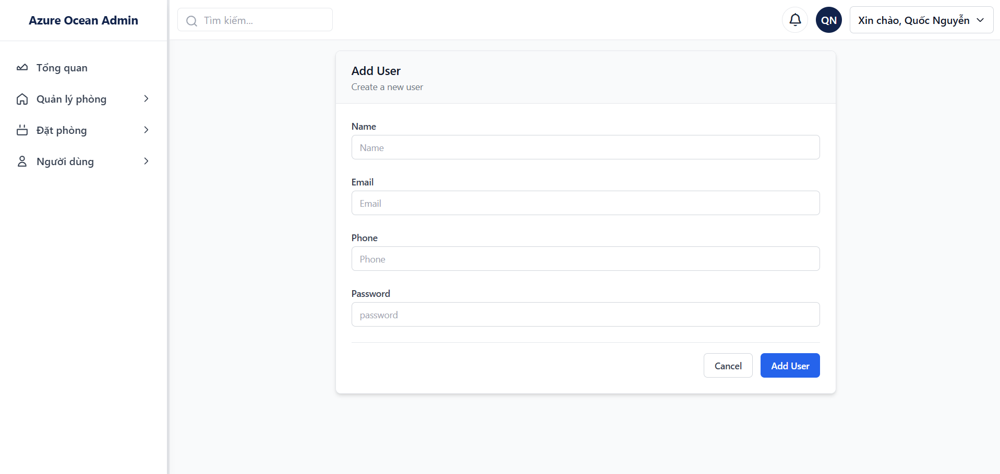 Azure Ocean Admin
Tìm kiếm...
QN
Xin chào, Quốc Nguyễn
Tổng quan
Quản lý phòng
Đặt phòng
Người dùng
Add User
Create a new user
Name
Name
Email
Email
Phone
Phone
Password
password
Cancel
Add User